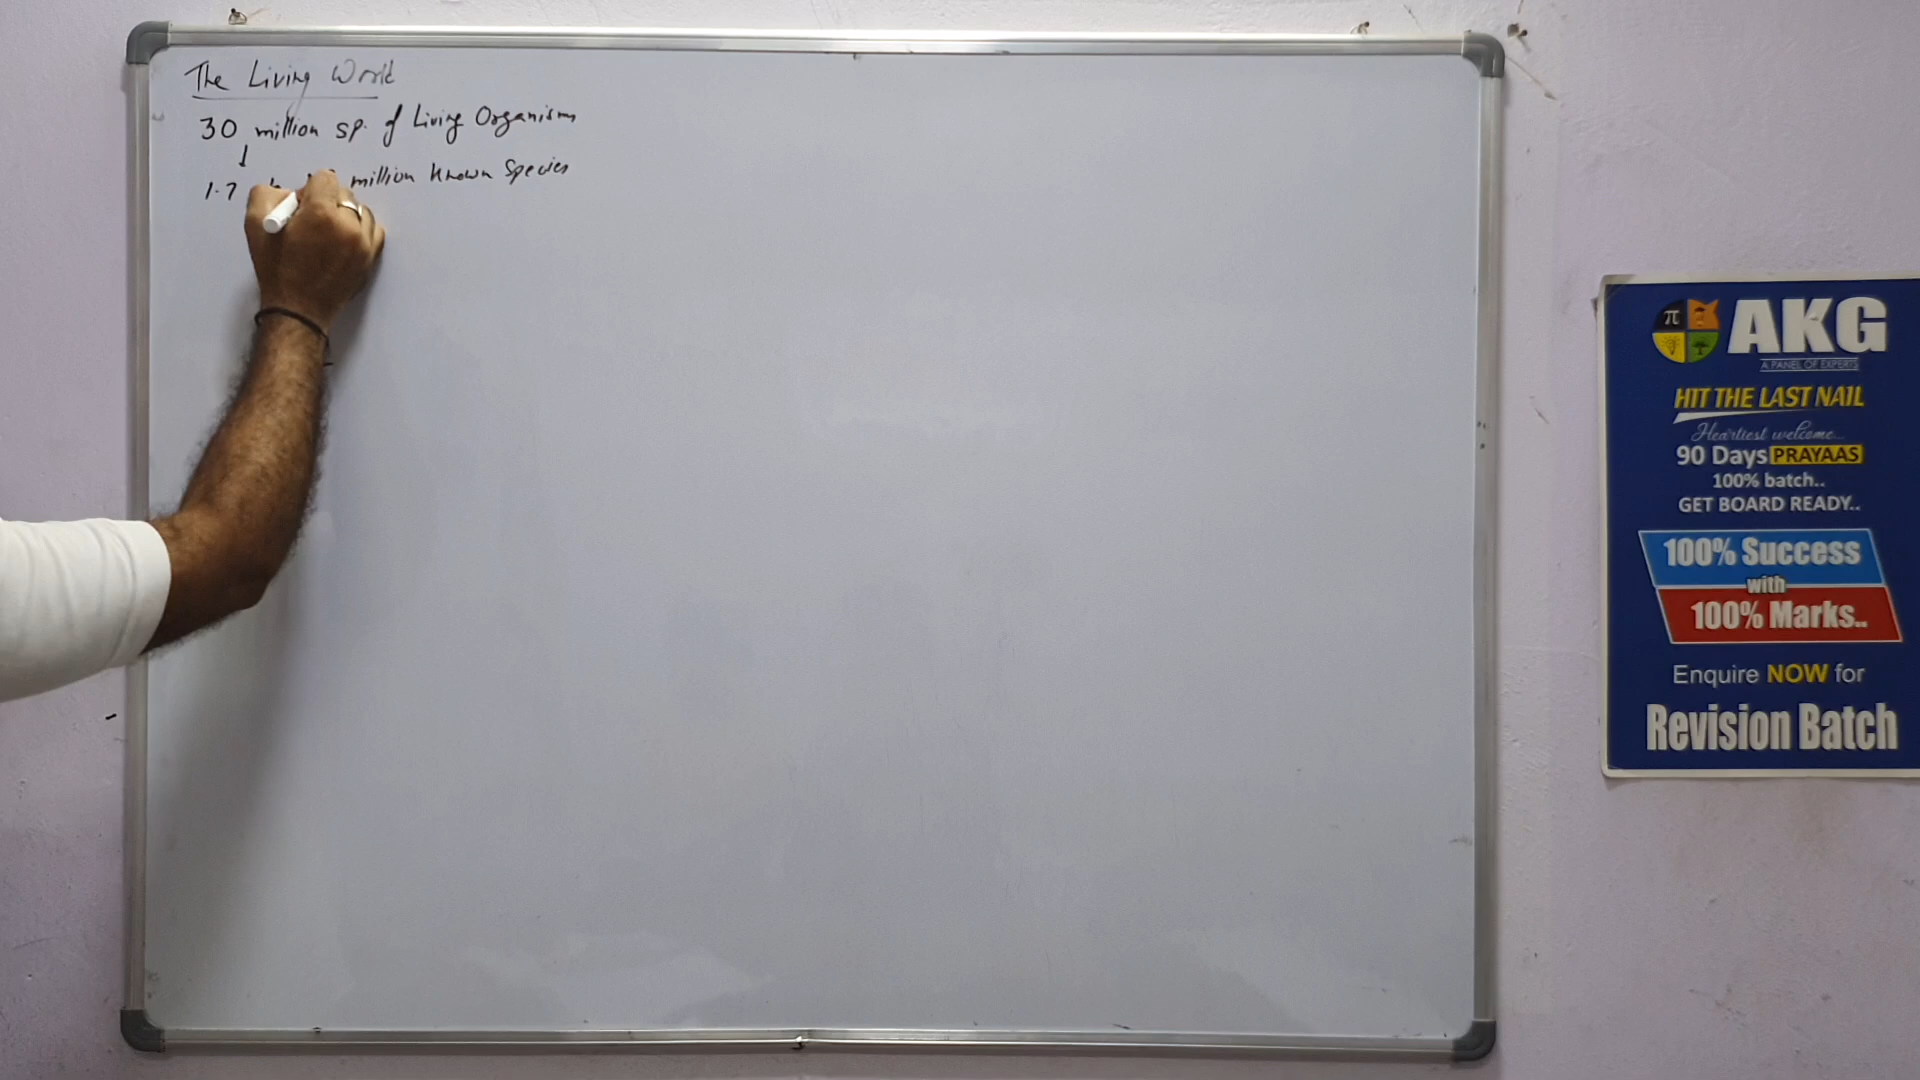 The Living World
30 million sp. of Living Organisms
↓
1.7 million known Species
π
AKG
A PANEL OF EXPERTS
HIT THE LAST NAIL
Heartiest welcome...
90 Days PRAYAAS
100% batch..
GET BOARD READY..
100% Success
with
100% Marks..
Enquire NOW for
Revision Batch